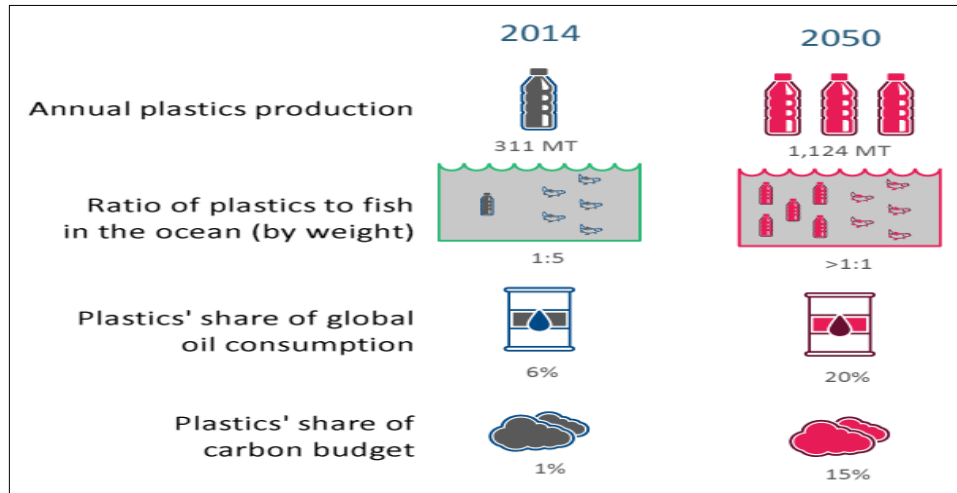 2014 2050
Annual plastics production
311 MT 1,124 MT
Ratio of plastics to fish
in the ocean (by weight)
1:5 >1:1
Plastics' share of global
oil consumption
6% 20%
Plastics' share of
carbon budget
1% 15%